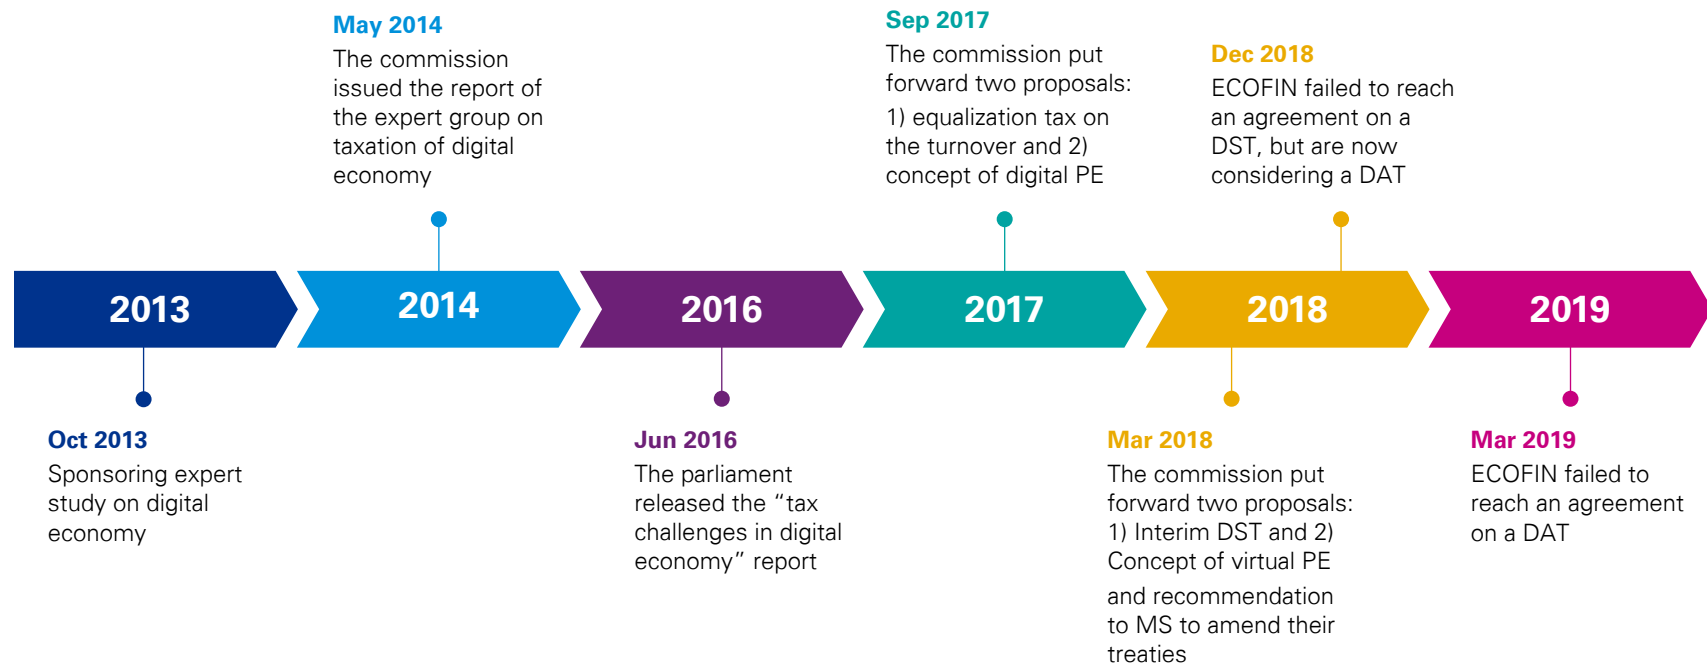 May 2014
The commission
issued the report of
the expert group on
taxation of digital
economy
Sep 2017
The commission put
forward two proposals:
1) equalization tax on
the turnover and 2)
concept of digital PE
Dec 2018
ECOFIN failed to reach
an agreement on a
DST, but are now
considering a DAT
2013
2014
2016
2017
2018
2019
Oct 2013
Sponsoring expert
study on digital
economy
Jun 2016
The parliament
released the “tax
challenges in digital
economy” report
Mar 2018
The commission put
forward two proposals:
1) Interim DST and 2)
Concept of virtual PE
and recommendation
to MS to amend their
treaties
Mar 2019
ECOFIN failed to
reach an agreement
on a DAT